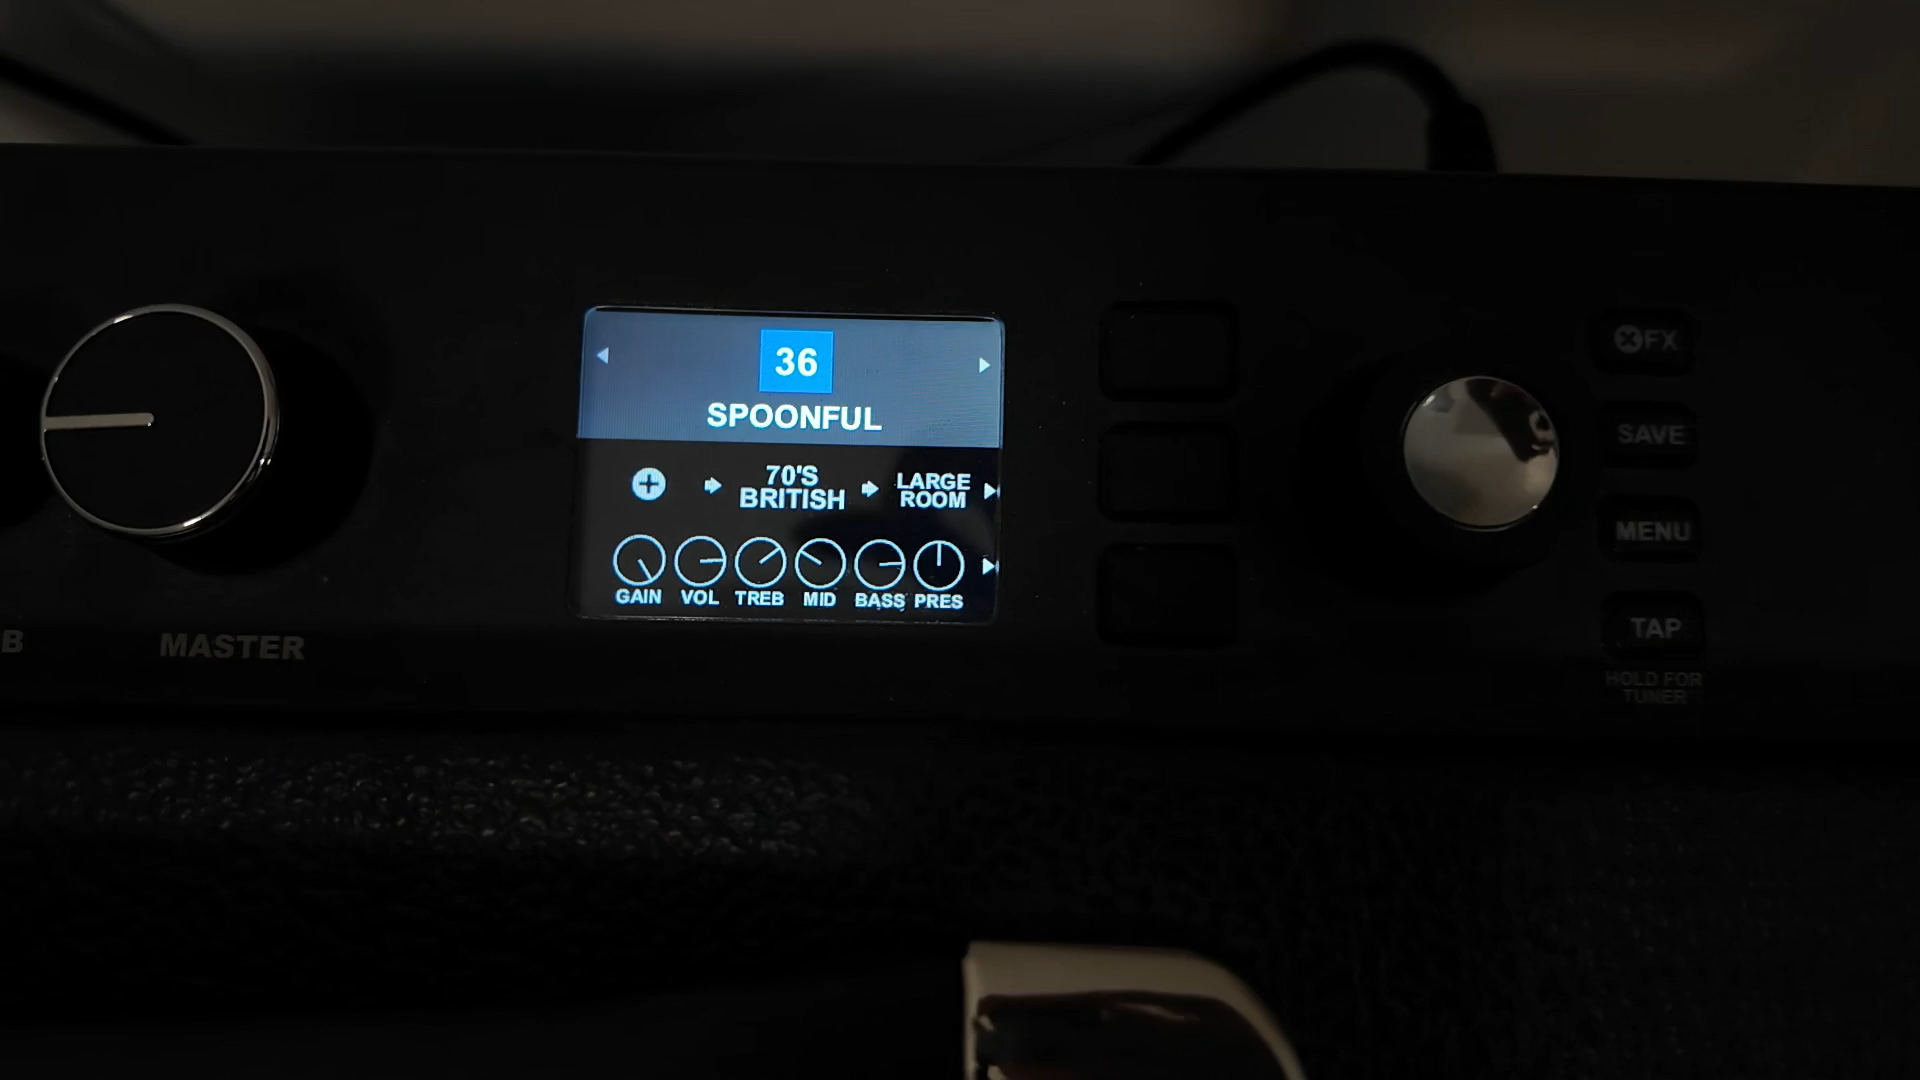 36
SPOONFUL
70'S
BRITISH
LARGE
ROOM
GAIN VOL TREB MID BASS PRES
B
MASTER
FX
SAVE
MENU
TAP
HOLD FOR
TUNER